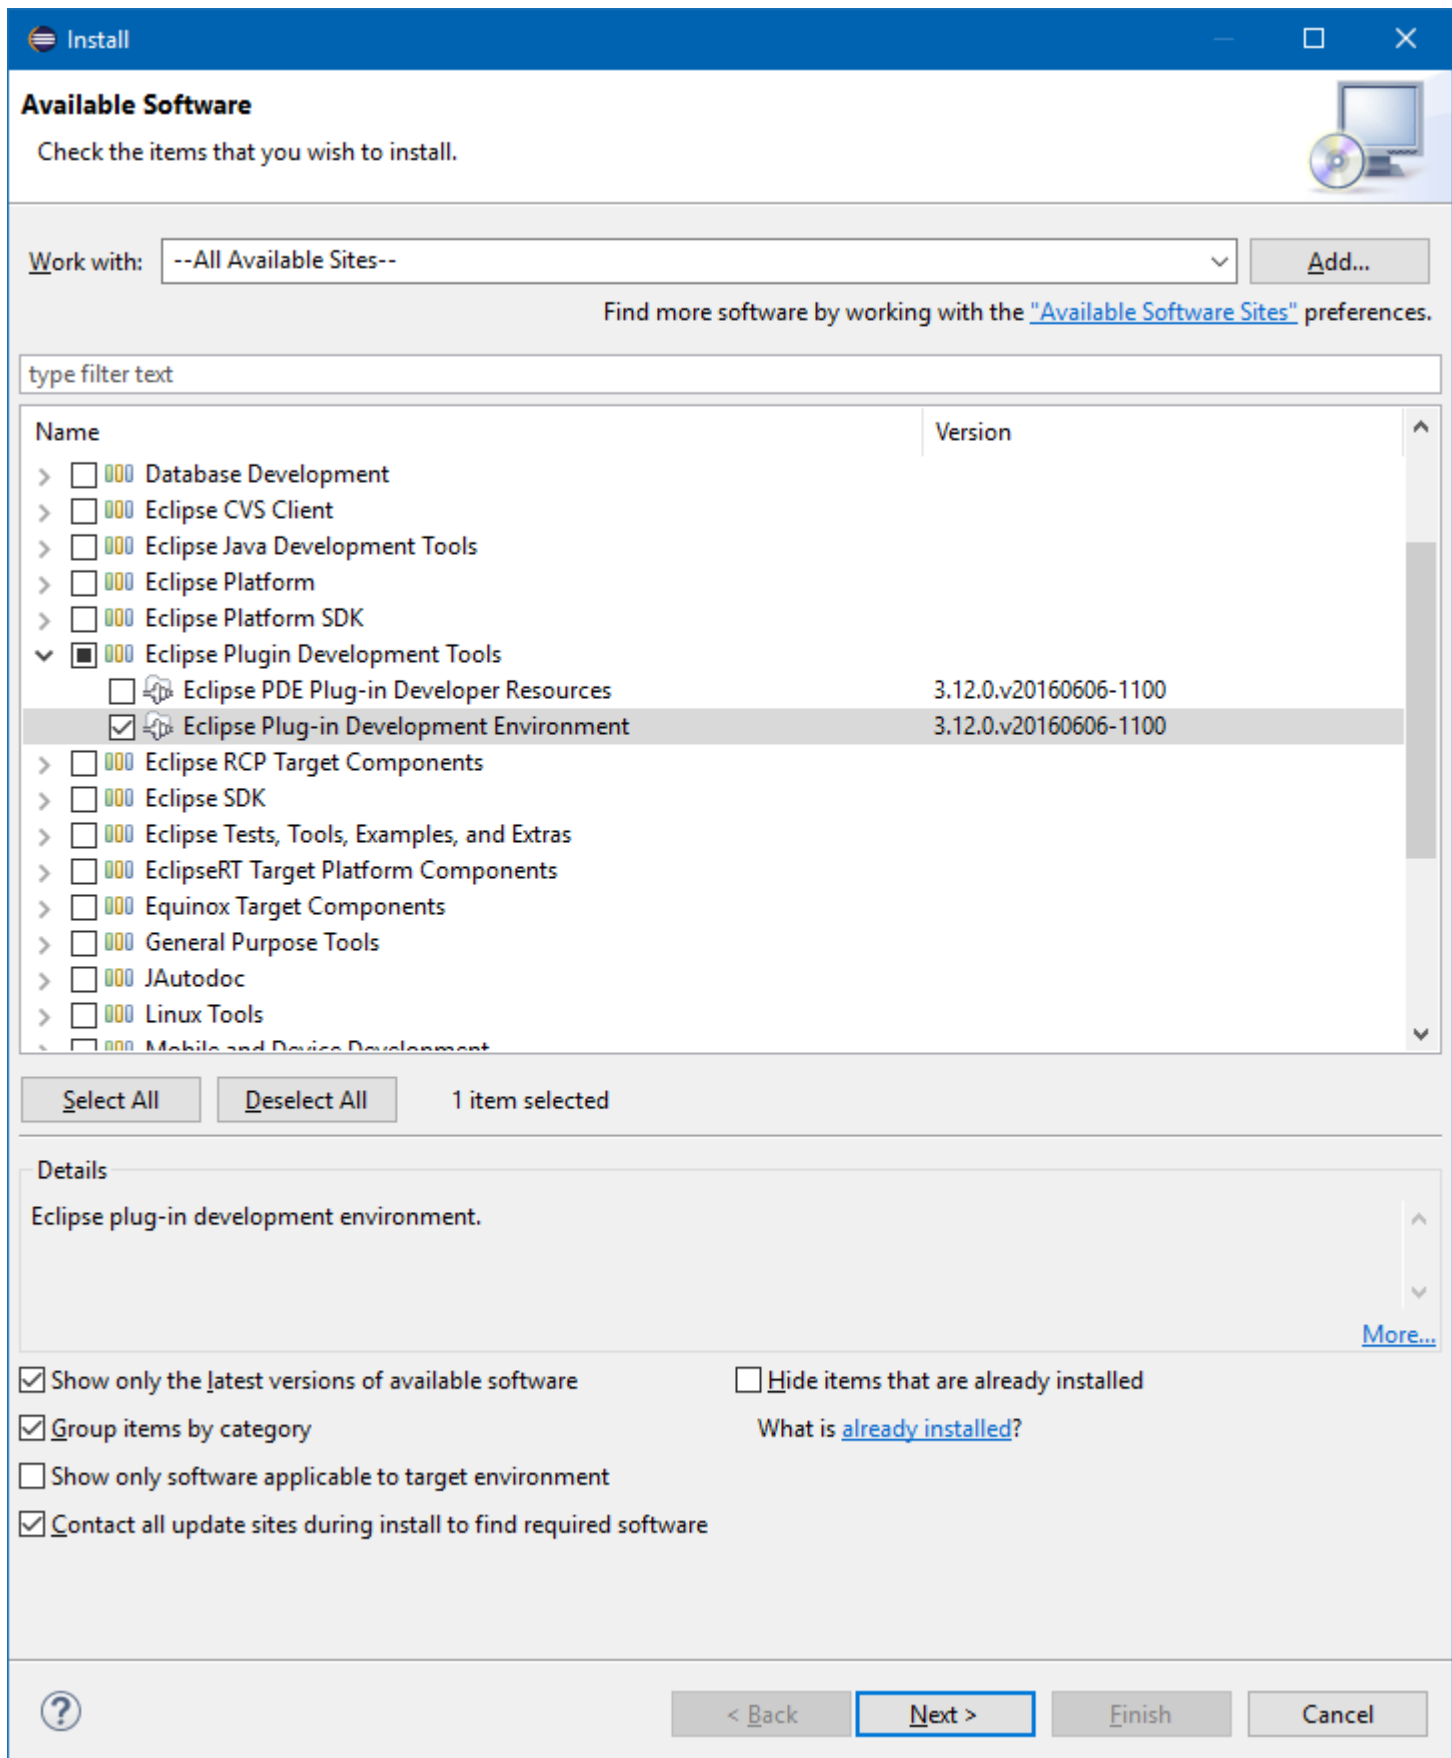 Install
Available Software
Check the items that you wish to install.
Work with: --All Available Sites-- Add...
Find more software by working with the "Available Software Sites" preferences.
type filter text
Name Version
Database Development
Eclipse CVS Client
Eclipse Java Development Tools
Eclipse Platform
Eclipse Platform SDK
Eclipse Plugin Development Tools
Eclipse PDE Plug-in Developer Resources 3.12.0.v20160606-1100
Eclipse Plug-in Development Environment 3.12.0.v20160606-1100
Eclipse RCP Target Components
Eclipse SDK
Eclipse Tests, Tools, Examples, and Extras
EclipseRT Target Platform Components
Equinox Target Components
General Purpose Tools
JAutodoc
Linux Tools
Mobile and Device Development
Select All Deselect All 1 item selected
Details
Eclipse plug-in development environment.
More...
Show only the latest versions of available software Hide items that are already installed
Group items by category What is already installed?
Show only software applicable to target environment
Contact all update sites during install to find required software
? < Back Next > Finish Cancel